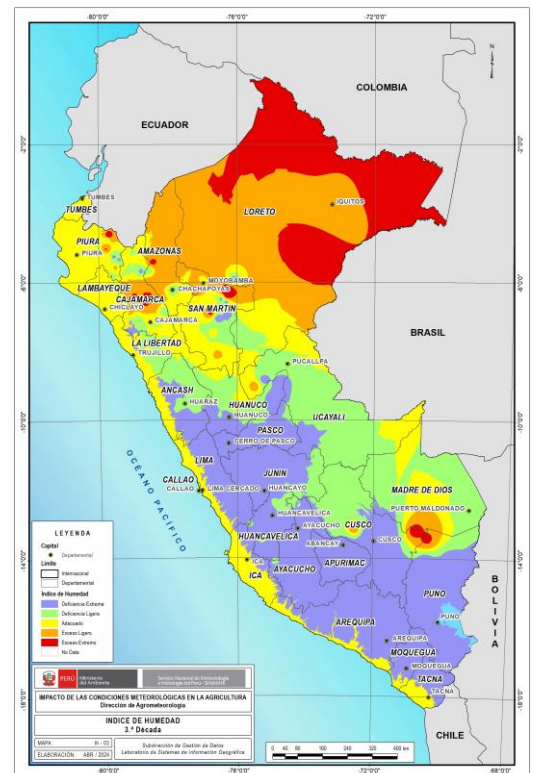 -80°0'0"
-76°0'0"
-72°0'0"
COLOMBIA
ECUADOR
-2°0'0"
TUMBES
TUMBES
LORETO
IQUITOS
PIURA
PIURA
AMAZONAS
MOYOBAMBA
-6°0'0"
LAMBAYEQUE
CHACHAPOYAS
CAJAMARCA
CHICLAYO
SAN MARTIN
CAJAMARCA
BRASIL
LA LIBERTAD
TRUJILLO
PUCALLPA
ANCASH
HUARAZ
HUANUCO
HUANUCO
UCAYALI
-10°0'0"
PASCO
CERRO DE PASCO
LIMA
JUNIN
MADRE DE DIOS
CALLAO
CALLAO
LIMA CERCADO
HUANCAYO
PUERTO MALDONADO
OCÉANO PACÍFICO
HUANCAVELICA
AYACUCHO
CUSCO
HUANCAVELICA
ABANCAY
CUSCO
-14°0'0"
ICA
AYACUCHO
APURIMAC
ICA
PUNO
BOLIVIA
PUNO
AREQUIPA
AREQUIPA
MOQUEGUA
MOQUEGUA
TACNA
TACNA
-18°0'0"
CHILE
LEYENDA
Capital
Departamental
Límite
Internacional
Departamental
Índice de Humedad
Deficiencia Extrema
Deficiencia Ligera
Adecuado
Exceso Ligero
Exceso Extremo
No Data
PERÚ
Ministerio
del Ambiente
Servicio Nacional de Meteorología
e Hidrología del Perú - SENAMHI
IMPACTO DE LAS CONDICIONES METEOROLÓGICAS EN LA AGRICULTURA
Dirección de Agrometeorología
INDICE DE HUMEDAD
3.ª Década
MAPA
Ih - 03
Subdirección de Gestión de Datos
ELABORACIÓN
ABR / 2024
Laboratorio de Sistemas de Información Geográfica
0 40 80 160 240 320 400 km
-80°0'0"
-76°0'0"
-72°0'0"
-68°0'0"